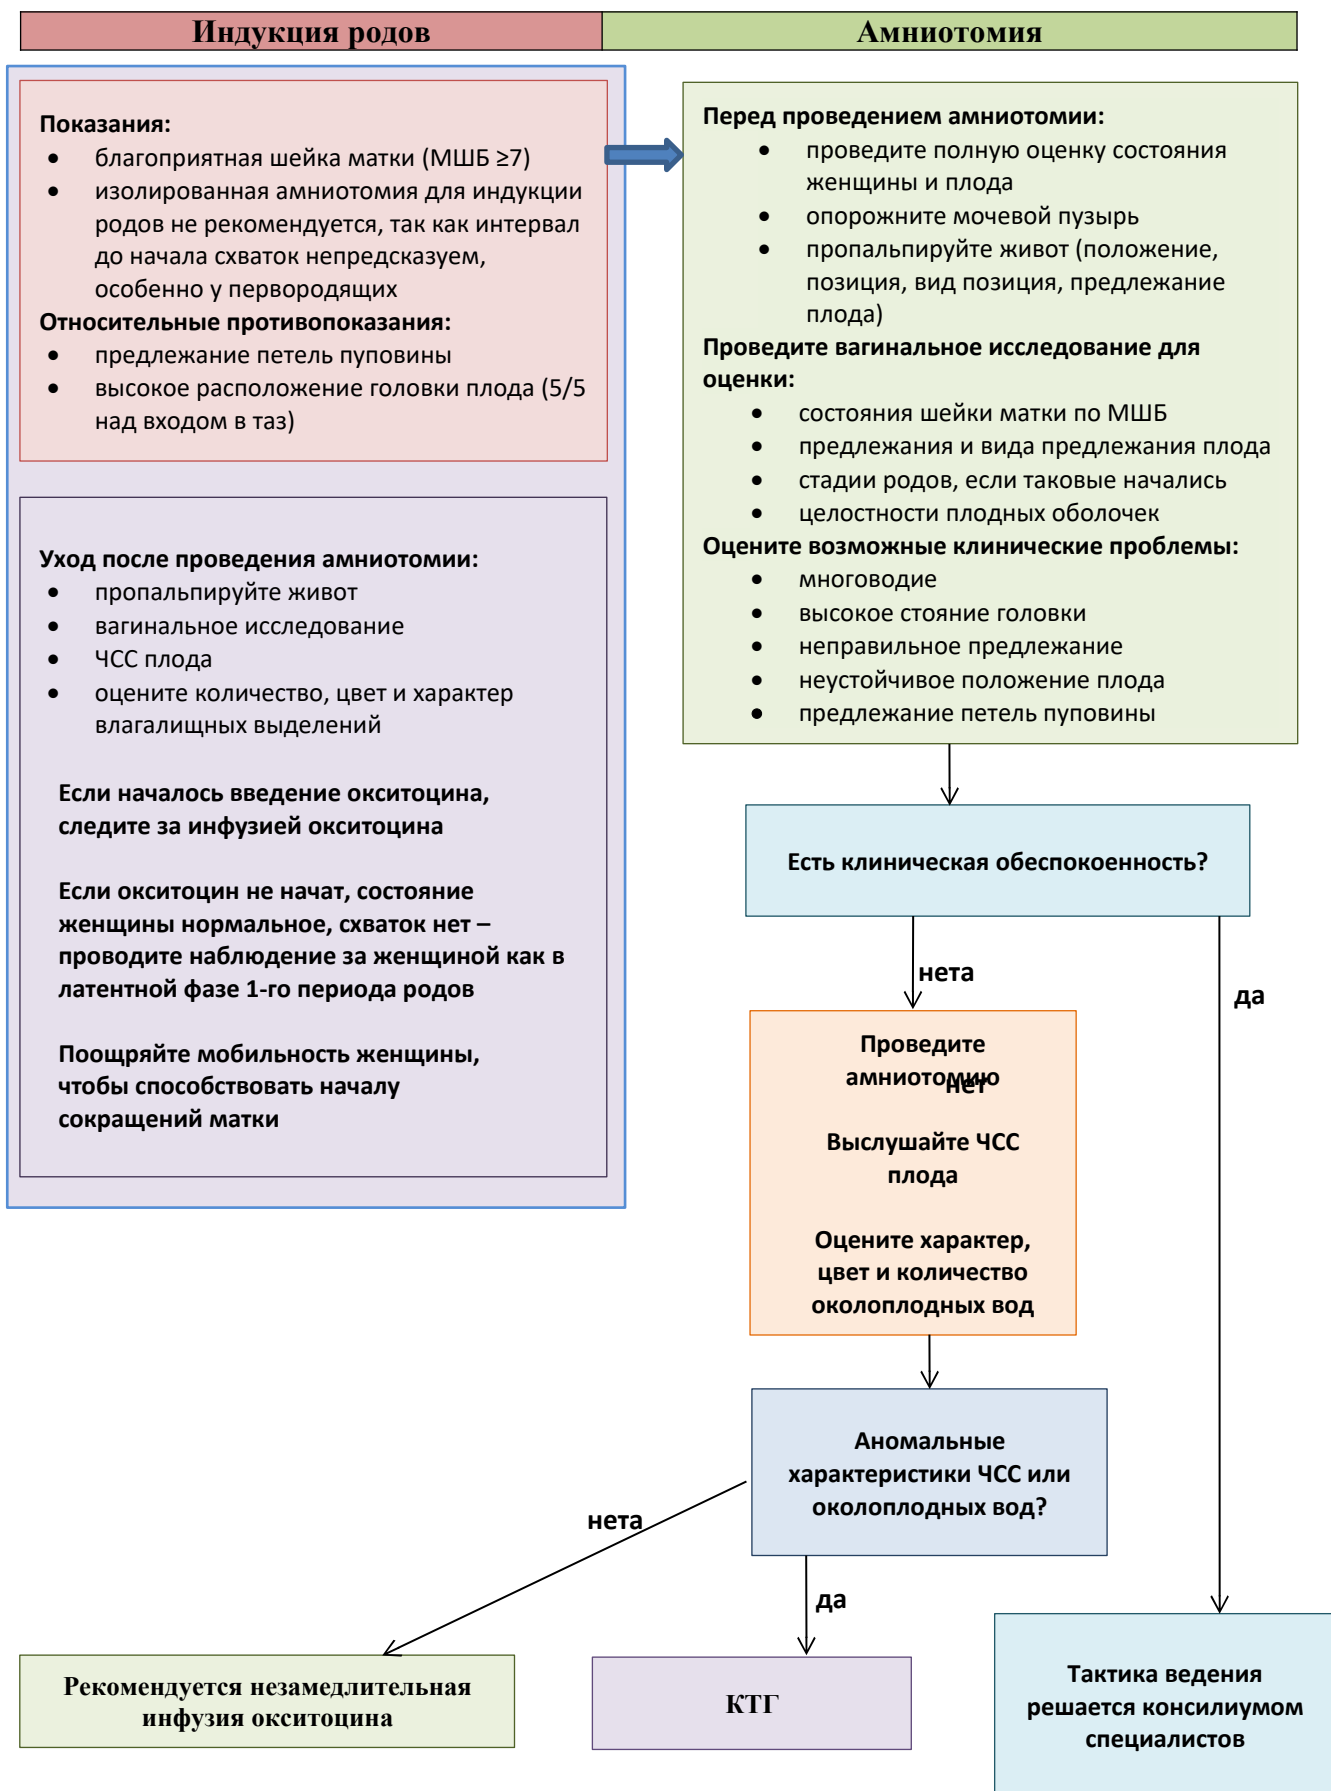 Индукция родов
Амниотомия
Показания:
• благоприятная шейка матки (МШБ ≥7)
• изолированная амниотомия для индукции
родов не рекомендуется, так как интервал
до начала схваток непредсказуем,
особенно у первородящих
Относительные противопоказания:
• предлежание петель пуповины
• высокое расположение головки плода (5/5
над входом в таз)
Уход после проведения амниотомии:
• пропальпируйте живот
• вагинальное исследование
• ЧСС плода
• оцените количество, цвет и характер
влагалищных выделений
Если началось введение окситоцина,
следите за инфузией окситоцина
Если окситоцин не начат, состояние
женщины нормальное, схваток нет –
проводите наблюдение за женщиной как в
латентной фазе 1-го периода родов
Поощряйте мобильность женщины,
чтобы способствовать началу
сокращений матки
Перед проведением амниотомии:
• проведите полную оценку состояния
женщины и плода
• опорожните мочевой пузырь
• пропальпируйте живот (положение,
позиция, вид позиция, предлежание
плода)
Проведите вагинальное исследование для
оценки:
• состояния шейки матки по МШБ
• предлежания и вида предлежания плода
• стадии родов, если таковые начались
• целостности плодных оболочек
Оцените возможные клинические проблемы:
• многоводие
• высокое стояние головки
• неправильное предлежание
• неустойчивое положение плода
• предлежание петель пуповины
Есть клиническая обеспокоенность?
нета
да
Проведите
амниотомию
нет
Выслушайте ЧСС
плода
Оцените характер,
цвет и количество
околоплодных вод
Аномальные
характеристики ЧСС или
околоплодных вод?
нета
да
Рекомендуется незамедлительная
инфузия окситоцина
КТГ
Тактика ведения
решается консилиумом
специалистов